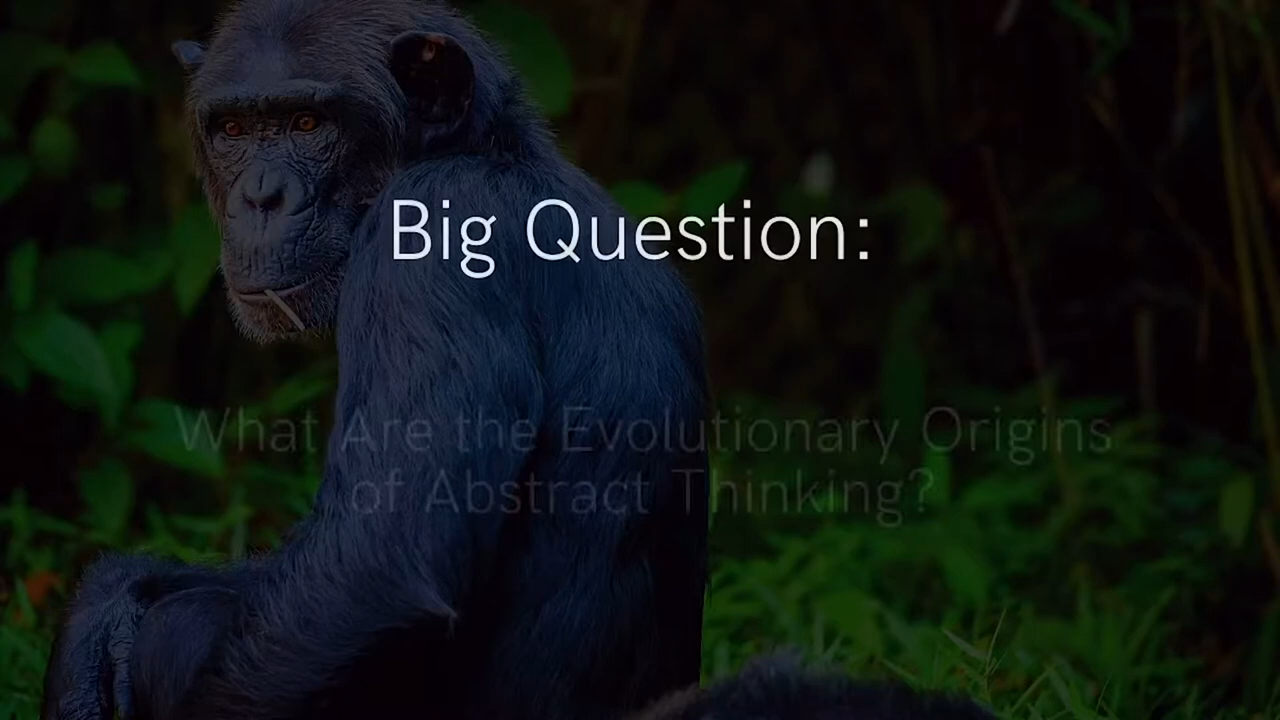 Big Question:
What Are the Evolutionary Origins
of Abstract Thinking?